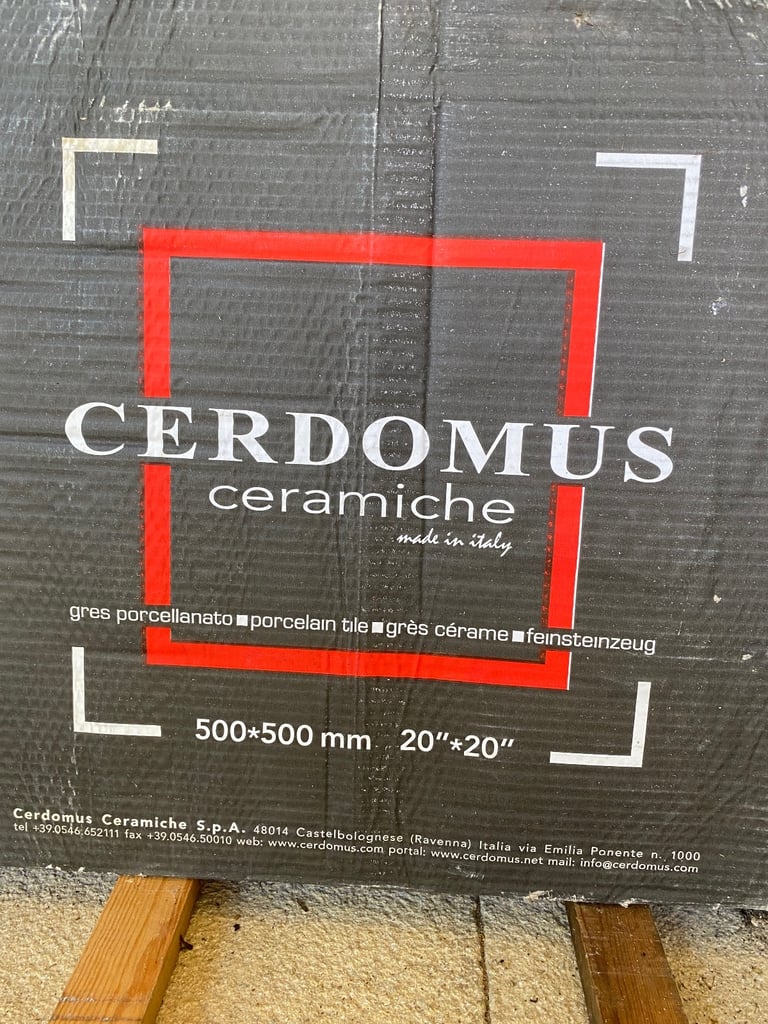 CERDOMUS
ceramiche
made in italy
gres porcellanato ■ porcelain tile ■ grès cérame ■ feinsteinzeug
500*500 mm 20"*20"
Cerdomus Ceramiche S.p.A. 48014 Castelbolognese (Ravenna) Italia via Emilia Ponente n. 1000
tel +39.0546.652111 fax +39.0546.50010 web: www.cerdomus.com portal: www.cerdomus.net mail: info@cerdomus.com